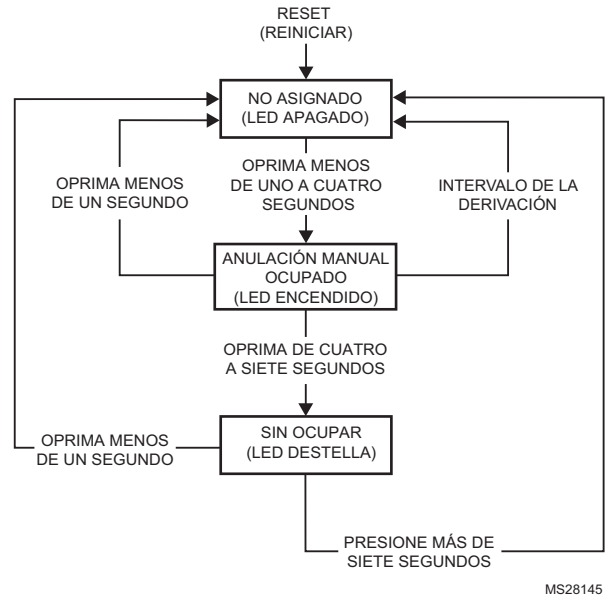 RESET
(REINICIAR)
NO ASIGNADO
(LED APAGADO)
OPRIMA MENOS
DE UN SEGUNDO
OPRIMA MENOS
DE UNO A CUATRO
SEGUNDOS
INTERVALO DE LA
DERIVACIÓN
ANULACIÓN MANUAL
OCUPADO
(LED ENCENDIDO)
OPRIMA DE CUATRO
A SIETE SEGUNDOS
OPRIMA MENOS
DE UN SEGUNDO
SIN OCUPAR
(LED DESTELLA)
PRESIONE MÁS DE
SIETE SEGUNDOS
MS28145